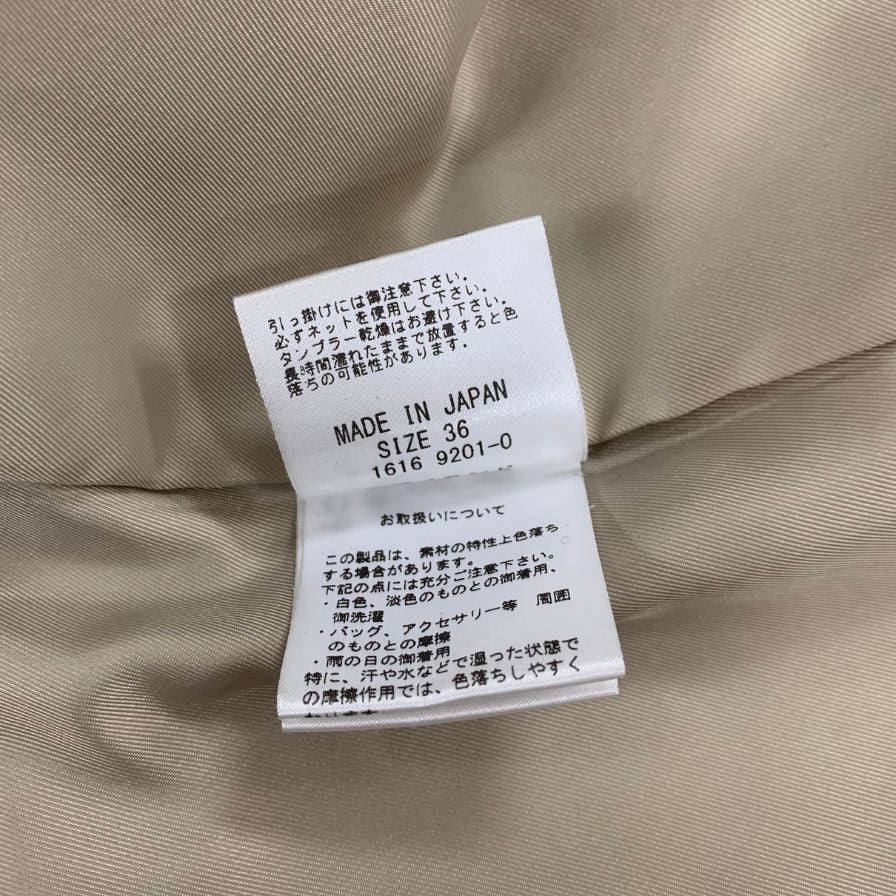 引っ掛けには御注意下さい．
必ずネットを使用して下さい．
タンブラー乾燥はお避け下さい．
長時間濡れたままで放置すると色
落ちの可能性があります．
MADE IN JAPAN
SIZE 36
1616 9201-0
お取扱いについて
この製品は、素材の特性上色落ち
する場合があります。
下記の点には充分ご注意下さい。
・白色、淡色のものとの御着用、
御洗濯
・バッグ、アクセサリー等 周囲
のものとの摩擦
・雨の日の御着用
特に、汗や水などで湿った状態で
の摩擦作用では、色落ちしやすく